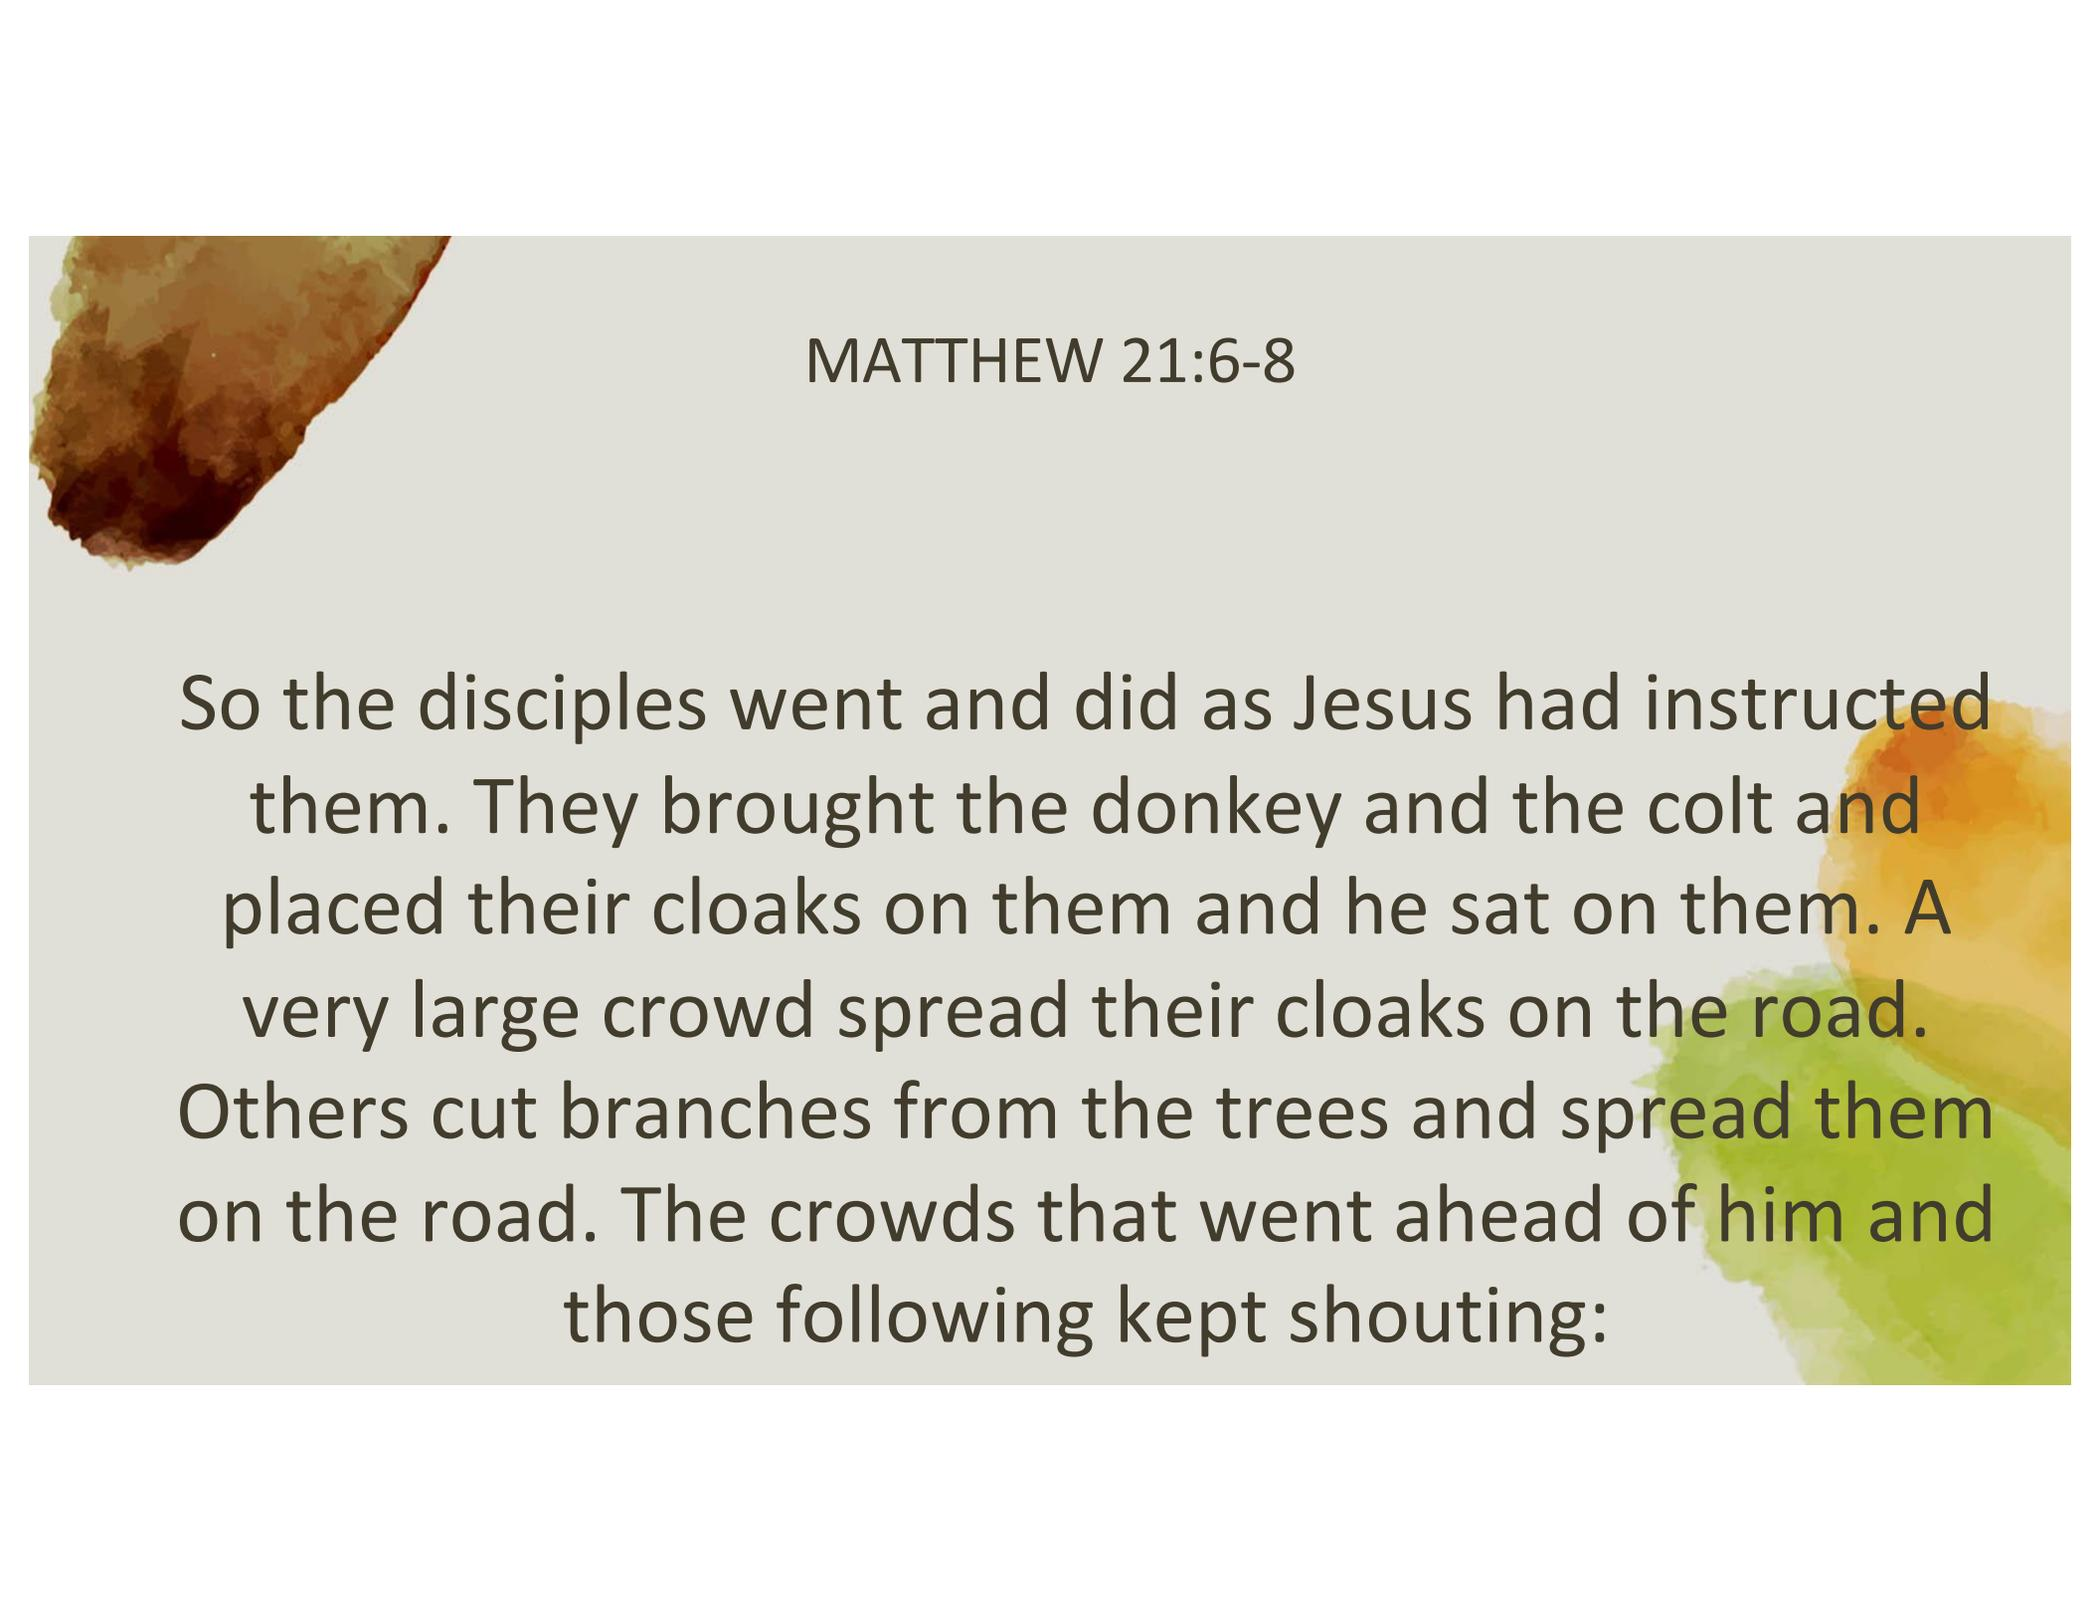 MATTHEW 21:6-8
So the disciples went and did as Jesus had instructed
them. They brought the donkey and the colt and
placed their cloaks on them and he sat on them. A
very large crowd spread their cloaks on the road.
Others cut branches from the trees and spread them
on the road. The crowds that went ahead of him and
those following kept shouting: